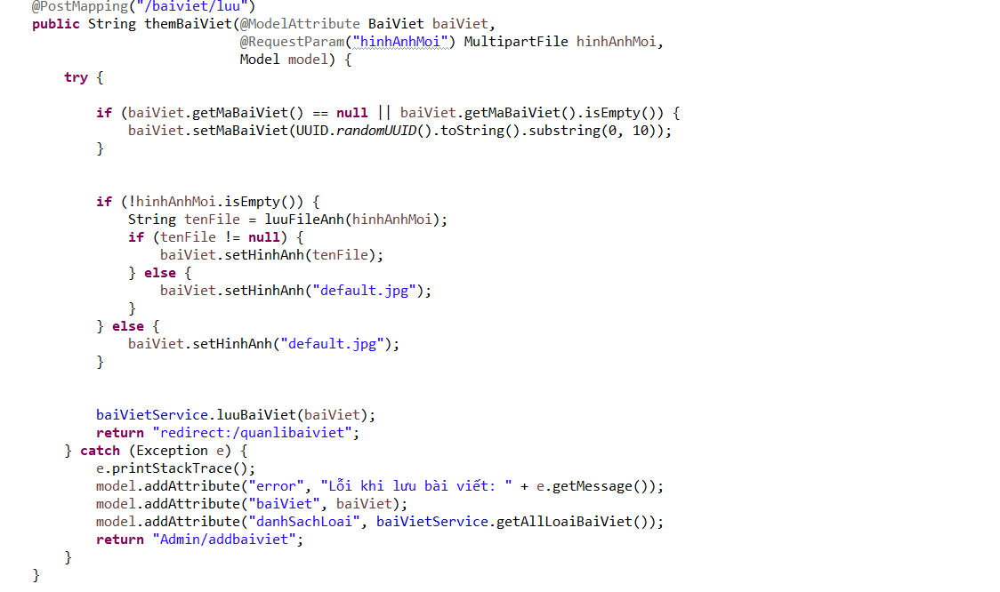 @PostMapping("/baiviet/luu")
public String themBaiViet(@ModelAttribute BaiViet baiViet,
                          @RequestParam("hinhAnhMoi") MultipartFile hinhAnhMoi,
                          Model model) {
    try {
        if (baiViet.getMaBaiViet() == null || baiViet.getMaBaiViet().isEmpty()) {
            baiViet.setMaBaiViet(UUID.randomUUID().toString().substring(0, 10));
        }
        if (!hinhAnhMoi.isEmpty()) {
            String tenFile = luuFileAnh(hinhAnhMoi);
            if (tenFile != null) {
                baiViet.setHinhAnh(tenFile);
            } else {
                baiViet.setHinhAnh("default.jpg");
            }
        } else {
            baiViet.setHinhAnh("default.jpg");
        }
        baiVietService.luuBaiViet(baiViet);
        return "redirect:/quanlibaiviet";
    } catch (Exception e) {
        e.printStackTrace();
        model.addAttribute("error", "Lỗi khi lưu bài viết: " + e.getMessage());
        model.addAttribute("baiViet", baiViet);
        model.addAttribute("danhSachLoai", baiVietService.getAllLoaiBaiViet());
        return "Admin/addbaiviet";
    }
}